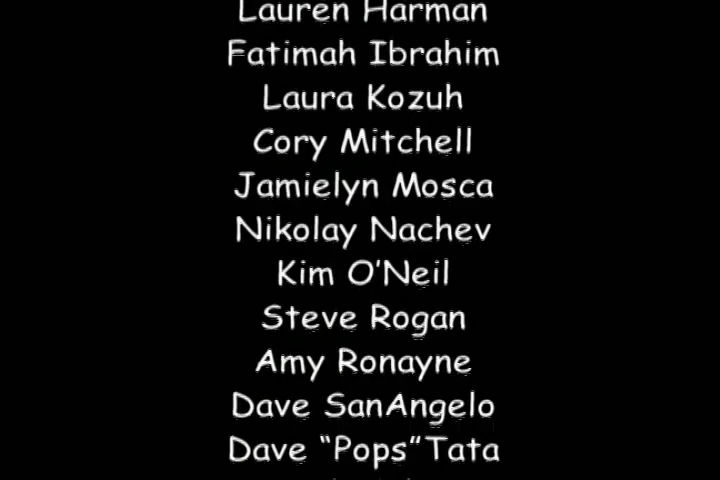 Lauren Harman
Fatimah Ibrahim
Laura Kozuh
Cory Mitchell
Jamielyn Mosca
Nikolay Nachev
Kim O'Neil
Steve Rogan
Amy Ronayne
Dave SanAngelo
Dave “Pops”Tata